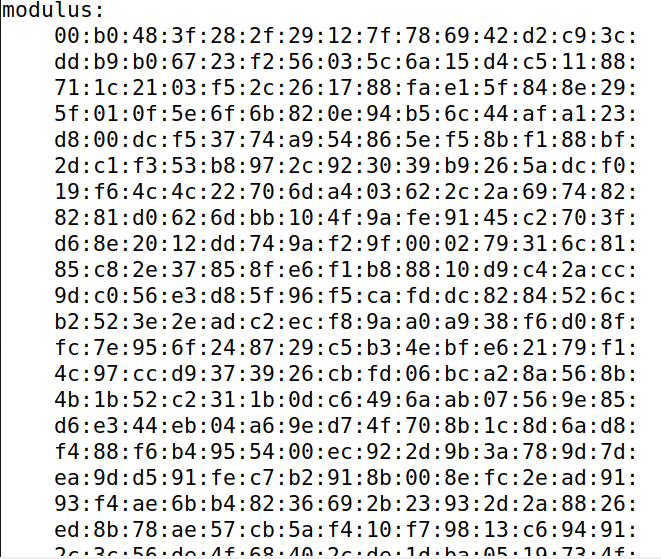 modulus:
00:b0:48:3f:28:2f:29:12:7f:78:69:42:d2:c9:3c:
dd:b9:b0:67:23:f2:56:03:5c:6a:15:d4:c5:11:88:
71:1c:21:03:f5:2c:26:17:88:fa:e1:5f:84:8e:29:
5f:01:0f:5e:6f:6b:82:0e:94:b5:6c:44:af:a1:23:
d8:00:dc:f5:37:74:a9:54:86:5e:f5:8b:f1:88:bf:
2d:c1:f3:53:b8:97:2c:92:30:39:b9:26:5a:dc:f0:
19:f6:4c:4c:22:70:6d:a4:03:62:2c:2a:69:74:82:
82:81:d0:62:6d:bb:10:4f:9a:fe:91:45:c2:70:3f:
d6:8e:20:12:dd:74:9a:f2:9f:00:02:79:31:6c:81:
85:c8:2e:37:85:8f:e6:f1:b8:88:10:d9:c4:2a:cc:
9d:c0:56:e3:d8:5f:96:f5:ca:fd:dc:82:84:52:6c:
b2:52:3e:2e:ad:c2:ec:f8:9a:a0:a9:38:f6:d0:8f:
fc:7e:95:6f:24:87:29:c5:b3:4e:bf:e6:21:79:f1:
4c:97:cc:d9:37:39:26:cb:fd:06:bc:a2:8a:56:8b:
4b:1b:52:c2:31:1b:0d:c6:49:6a:ab:07:56:9e:85:
d6:e3:44:eb:04:a6:9e:d7:4f:70:8b:1c:8d:6a:d8:
f4:88:f6:b4:95:54:00:ec:92:2d:9b:3a:78:9d:7d:
ea:9d:d5:91:fe:c7:b2:91:8b:00:8e:fc:2e:ad:91:
93:f4:ae:6b:b4:82:36:69:2b:23:93:2d:2a:88:26:
ed:8b:78:ae:57:cb:5a:f4:10:f7:98:13:c6:94:91:
2c:3c:56:de:4f:68:40:2c:de:1d:ba:05:19:73:4f: